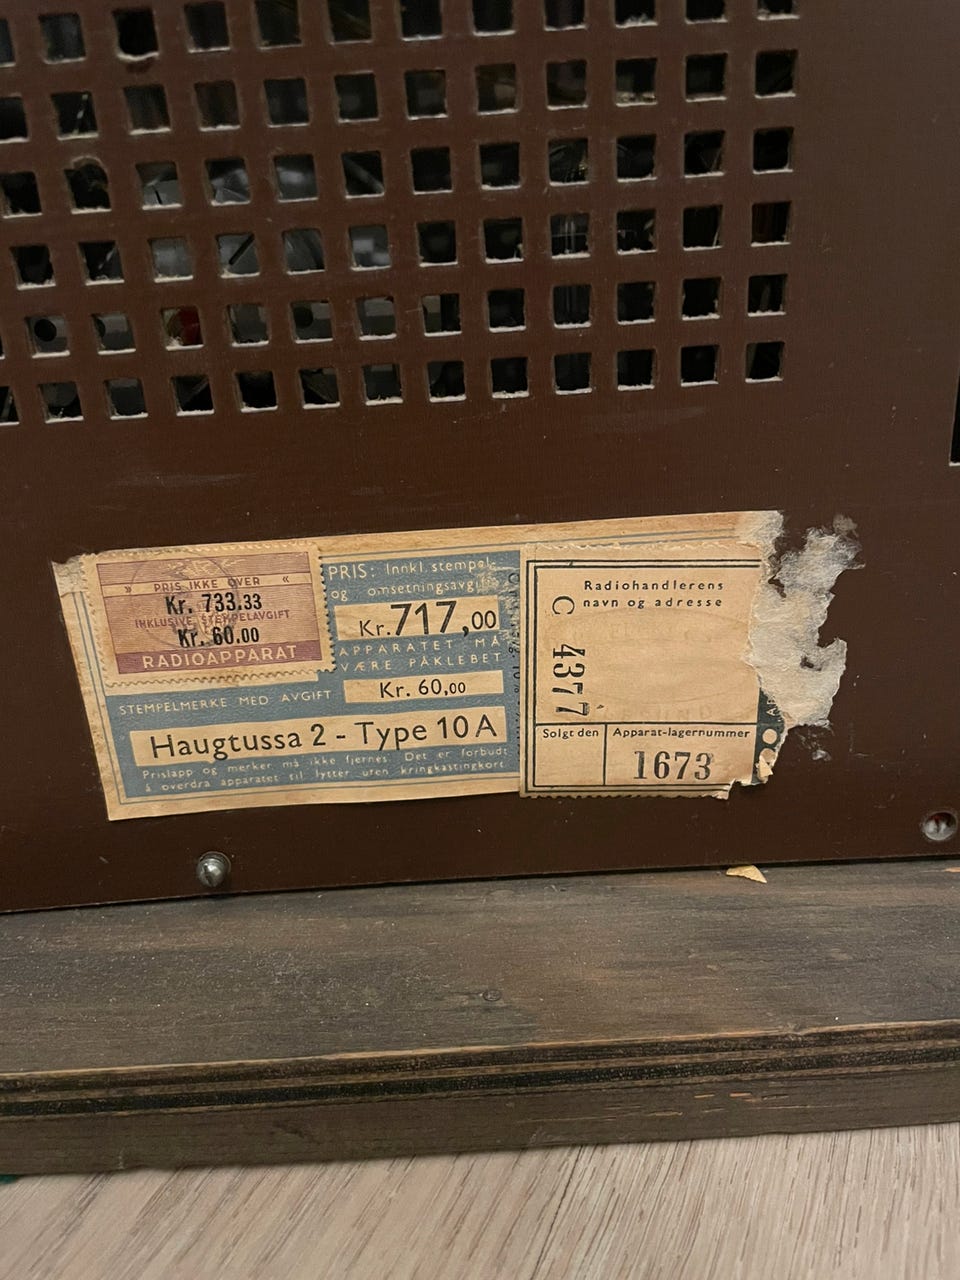 » PRIS IKKE OVER «
Kr. 733.33
INKLUSIVE STEMPELAVGIFT
Kr. 60.00
RADIOAPPARAT
PRIS: Innkl. stempel-
og omsetningsavgift
Kr. 717,00
APPARATET MÅ
VÆRE PÅKLEBET
STEMPELMERKE MED AVGIFT Kr. 60,00
Haugtussa 2 - Type 10 A
Prislapp og merker må ikke fjernes. Det er forbudt
å overdra apparatet til lytter uten kringkastingkort
Radiohandlerens
navn og adresse
C 4377
Solgt den
Apparat-lagernummer
1673